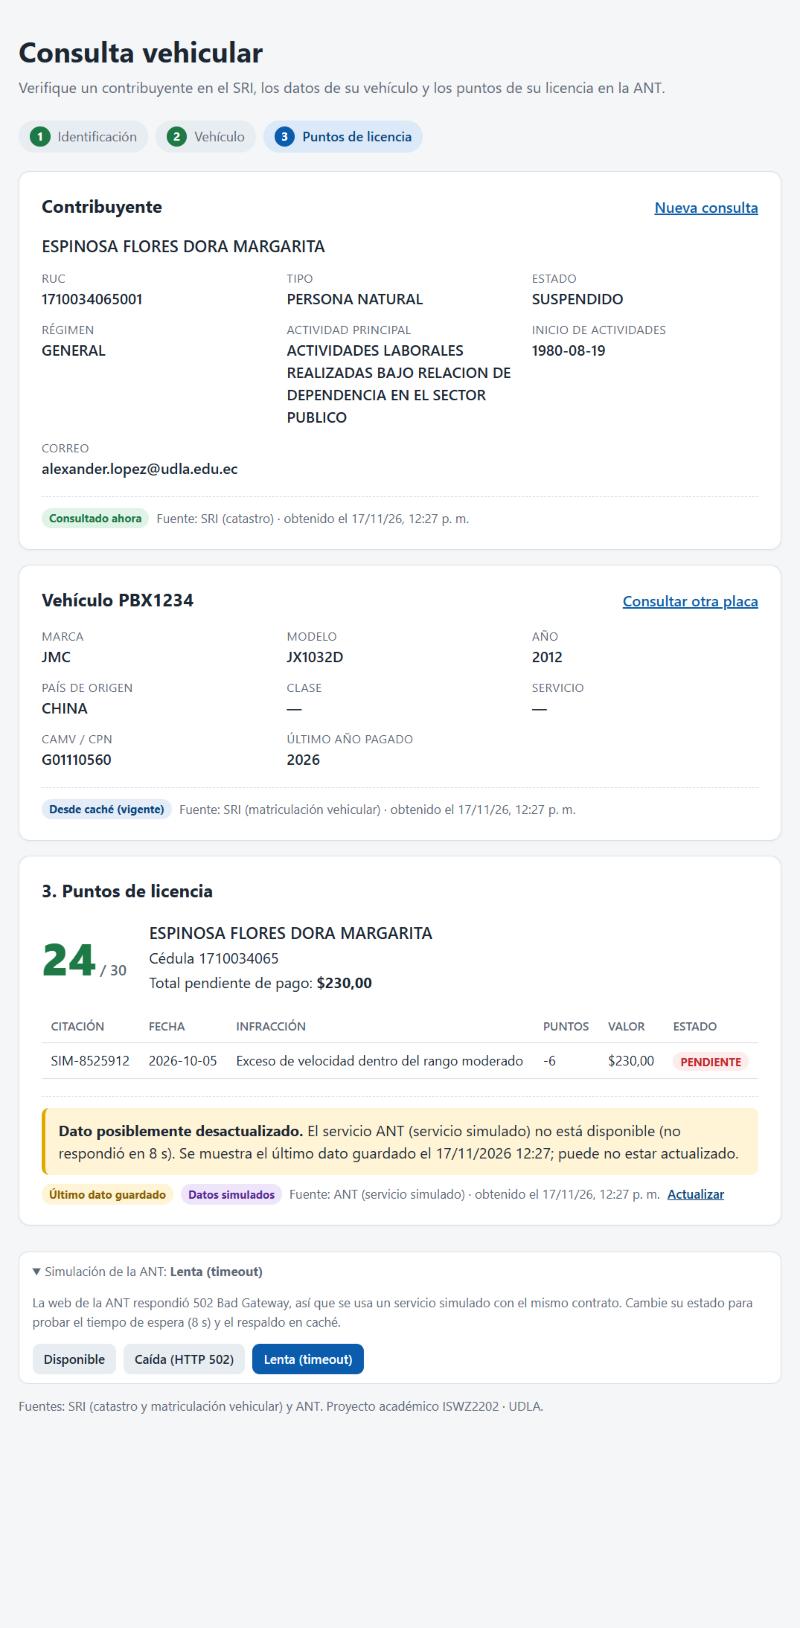 Consulta vehicular
Verifique un contribuyente en el SRI, los datos de su vehículo y los puntos de su licencia en la ANT.
1 Identificación 2 Vehículo 3 Puntos de licencia
Contribuyente Nueva consulta
ESPINOSA FLORES DORA MARGARITA
RUC TIPO ESTADO
1710034065001 PERSONA NATURAL SUSPENDIDO
RÉGIMEN ACTIVIDAD PRINCIPAL INICIO DE ACTIVIDADES
GENERAL ACTIVIDADES LABORALES 1980-08-19
REALIZADAS BAJO RELACION DE
DEPENDENCIA EN EL SECTOR
PUBLICO
CORREO
alexander.lopez@udla.edu.ec
Consultado ahora Fuente: SRI (catastro) · obtenido el 17/11/26, 12:27 p. m.
Vehículo PBX1234 Consultar otra placa
MARCA MODELO AÑO
JMC JX1032D 2012
PAÍS DE ORIGEN CLASE SERVICIO
CHINA — —
CAMV / CPN ÚLTIMO AÑO PAGADO
G01110560 2026
Desde caché (vigente) Fuente: SRI (matriculación vehicular) · obtenido el 17/11/26, 12:27 p. m.
3. Puntos de licencia
24 / 30
ESPINOSA FLORES DORA MARGARITA
Cédula 1710034065
Total pendiente de pago: $230,00
CITACIÓN FECHA INFRACCIÓN PUNTOS VALOR ESTADO
SIM-8525912 2026-10-05 Exceso de velocidad dentro del rango moderado -6 $230,00 PENDIENTE
Dato posiblemente desactualizado. El servicio ANT (servicio simulado) no está disponible (no
respondió en 8 s). Se muestra el último dato guardado el 17/11/2026 12:27; puede no estar actualizado.
Último dato guardado Datos simulados Fuente: ANT (servicio simulado) · obtenido el 17/11/26, 12:27 p. m. Actualizar
▼ Simulación de la ANT: Lenta (timeout)
La web de la ANT respondió 502 Bad Gateway, así que se usa un servicio simulado con el mismo contrato. Cambie su estado para
probar el tiempo de espera (8 s) y el respaldo en caché.
Disponible Caída (HTTP 502) Lenta (timeout)
Fuentes: SRI (catastro y matriculación vehicular) y ANT. Proyecto académico ISWZ2202 · UDLA.